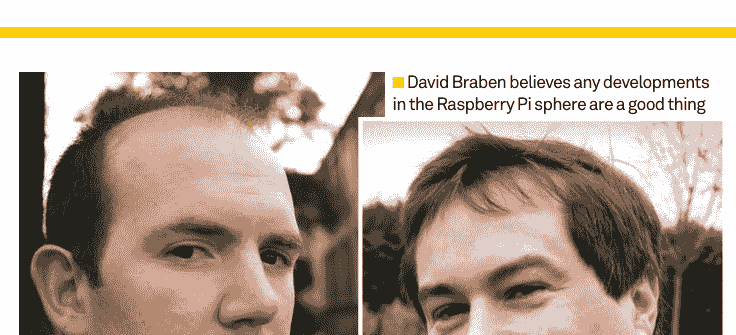 David Braben believes any developments
in the Raspberry Pi sphere are a good thing